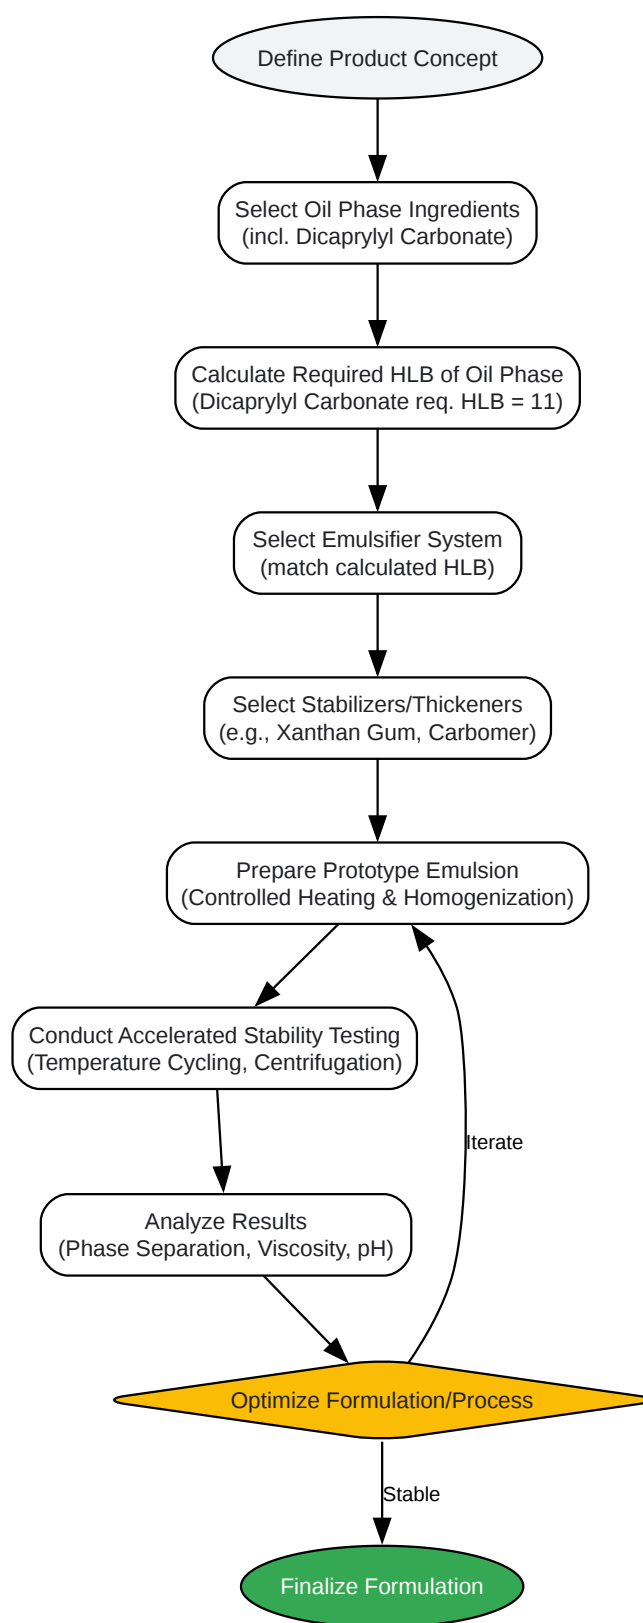 Define Product Concept
Select Oil Phase Ingredients
(incl. Dicaprylyl Carbonate)
Calculate Required HLB of Oil Phase
(Dicaprylyl Carbonate req. HLB = 11)
Select Emulsifier System
(match calculated HLB)
Select Stabilizers/Thickeners
(e.g., Xanthan Gum, Carbomer)
Prepare Prototype Emulsion
(Controlled Heating & Homogenization)
Conduct Accelerated Stability Testing
(Temperature Cycling, Centrifugation)
Iterate
Analyze Results
(Phase Separation, Viscosity, pH)
Optimize Formulation/Process
Stable
Finalize Formulation